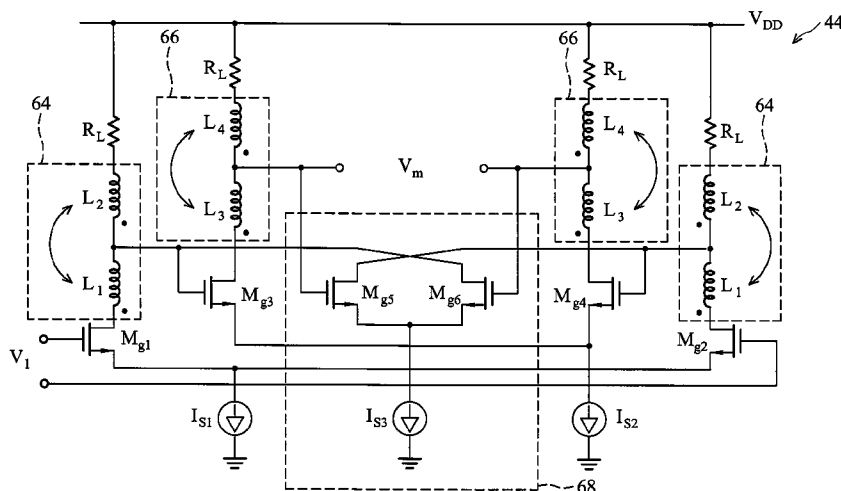 V_DD
44
66
66
64
64
R_L
R_L
R_L
R_L
L_4
L_4
V_m
L_3
L_3
L_2
L_2
L_1
L_1
M_g3
M_g5
M_g6
M_g4
M_g1
M_g2
V_1
I_S1
I_S3
I_S2
68